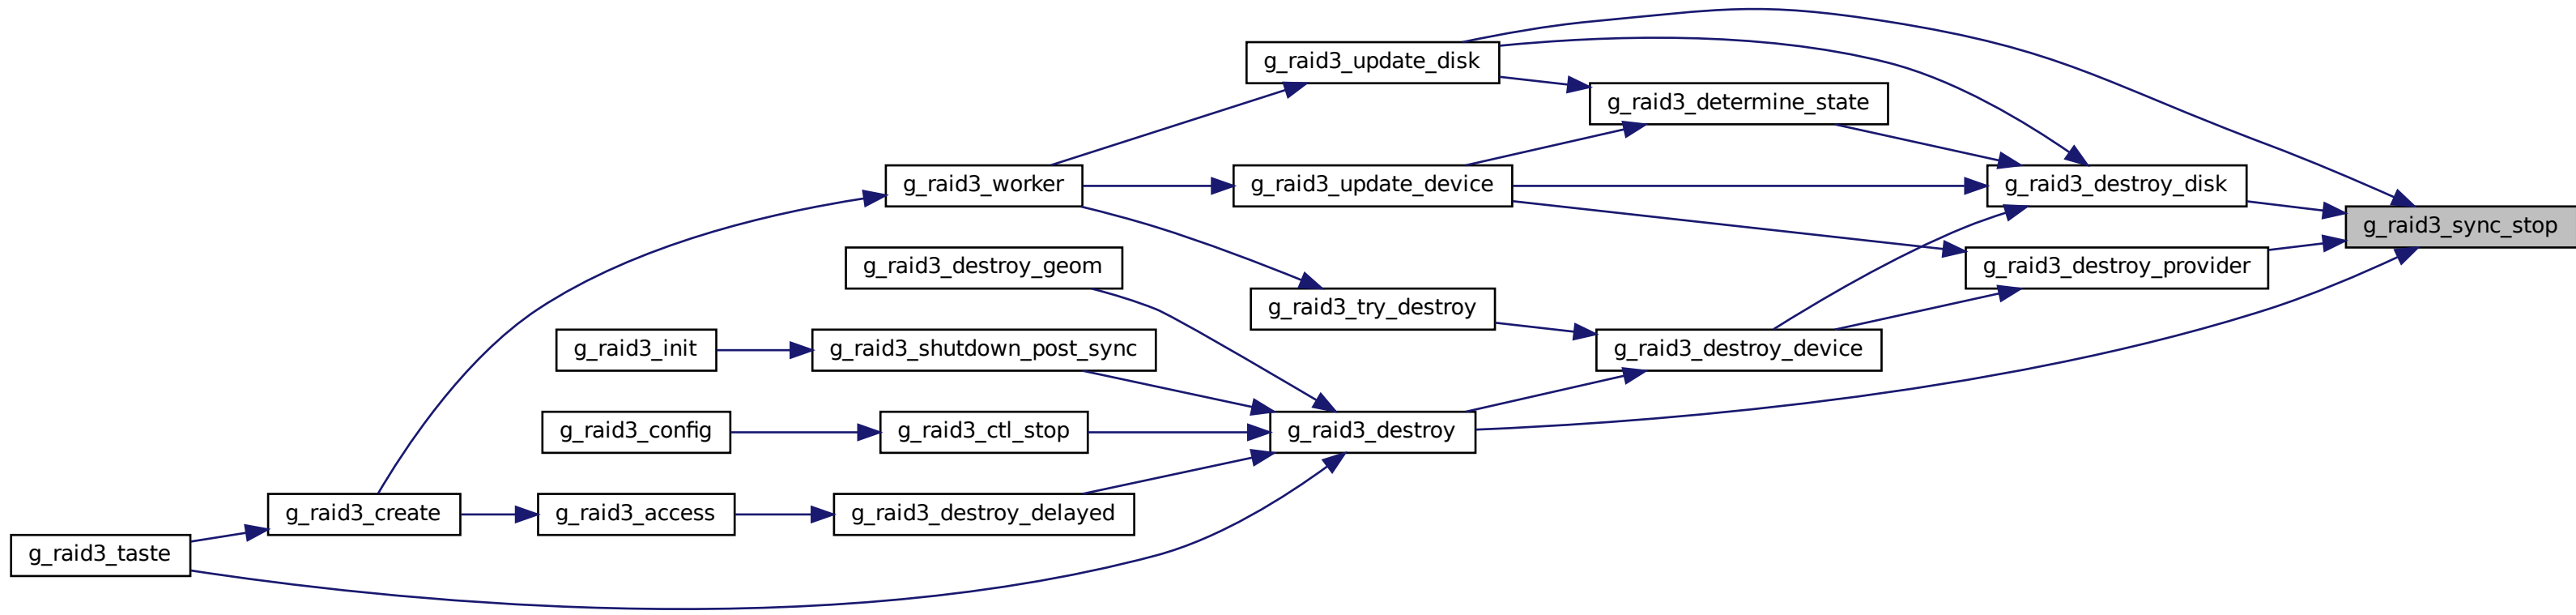 g_raid3_update_disk
g_raid3_determine_state
g_raid3_worker
g_raid3_update_device
g_raid3_destroy_disk
g_raid3_sync_stop
g_raid3_destroy_geom
g_raid3_destroy_provider
g_raid3_try_destroy
g_raid3_init
g_raid3_shutdown_post_sync
g_raid3_destroy_device
g_raid3_config
g_raid3_ctl_stop
g_raid3_destroy
g_raid3_create
g_raid3_access
g_raid3_destroy_delayed
g_raid3_taste